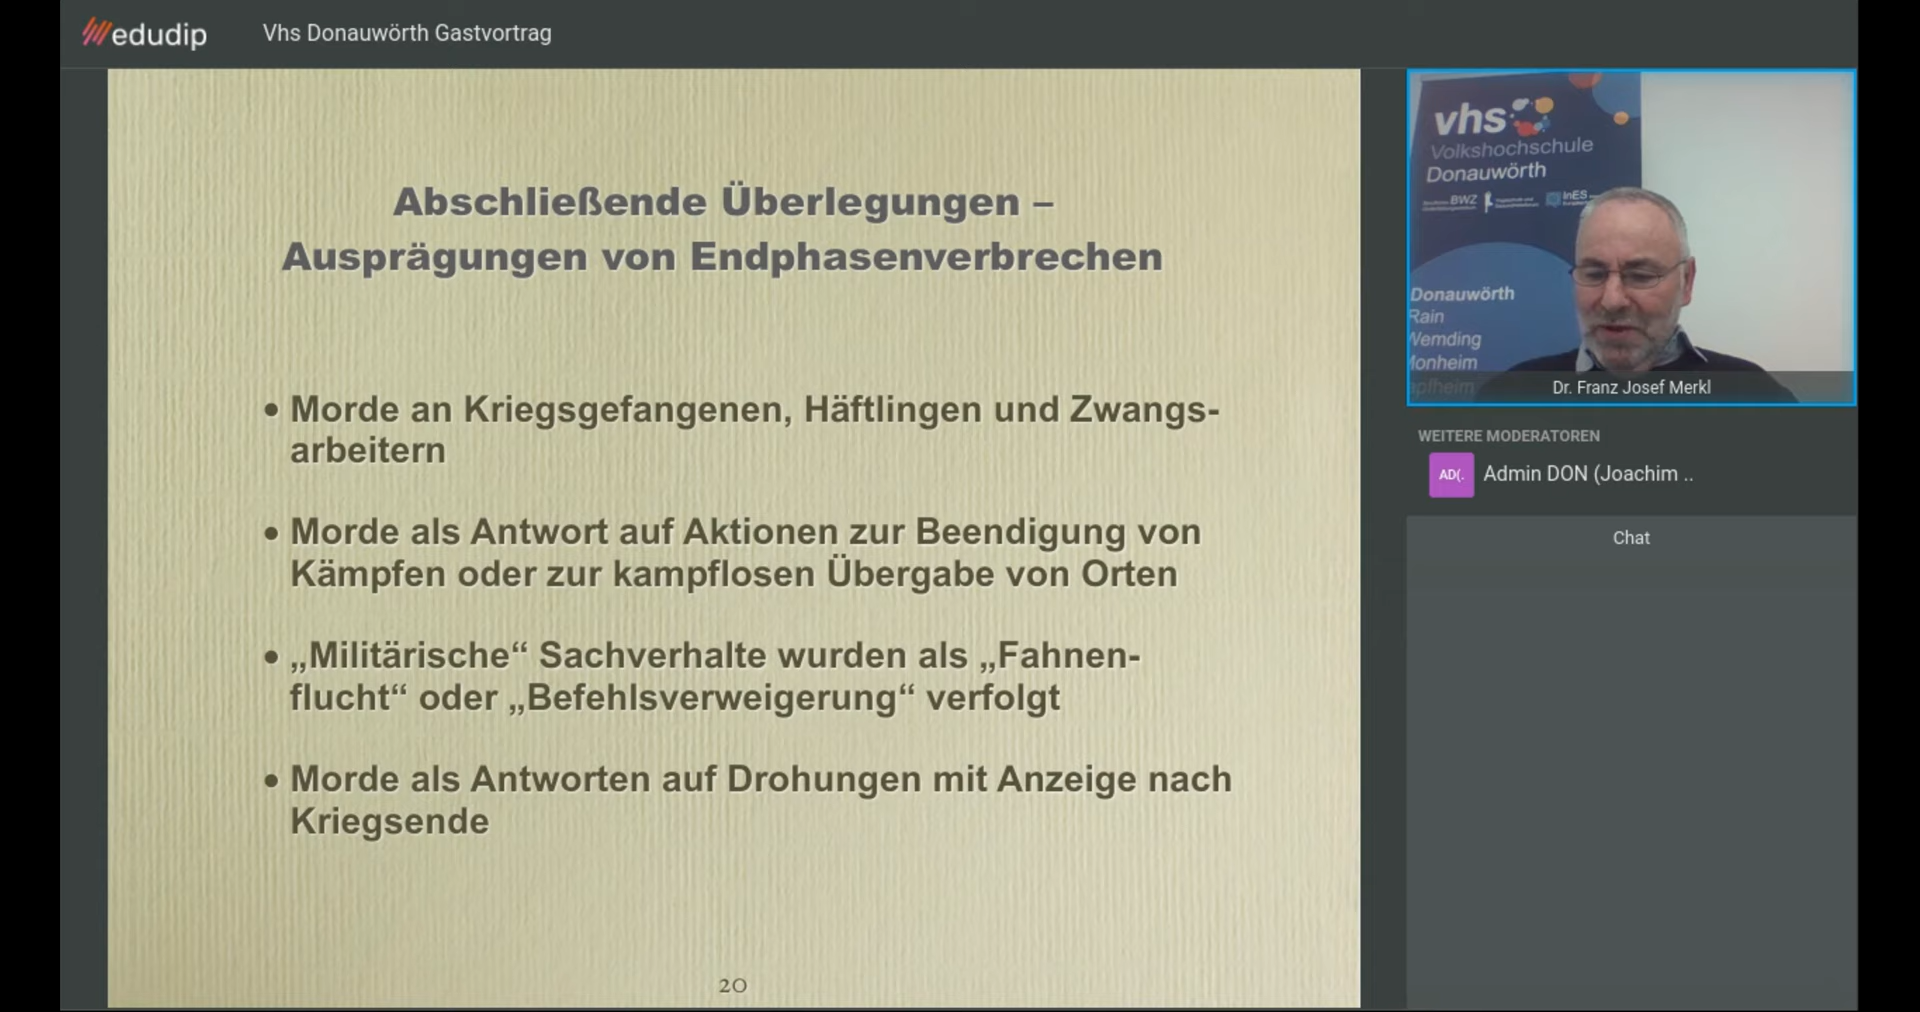 edudip
Vhs Donauwörth Gastvortrag
Abschließende Überlegungen –
Ausprägungen von Endphasenverbrechen
• Morde an Kriegsgefangenen, Häftlingen und Zwangs-
arbeitern
• Morde als Antwort auf Aktionen zur Beendigung von
Kämpfen oder zur kampflosen Übergabe von Orten
• „Militärische“ Sachverhalte wurden als „Fahnen-
flucht“ oder „Befehlsverweigerung“ verfolgt
• Morde als Antworten auf Drohungen mit Anzeige nach
Kriegsende
20
vhs
Volkshochschule
Donauwörth
BWZ
InES
Donauwörth
Rain
Wemding
Monheim
Dr. Franz Josef Merkl
WEITERE MODERATOREN
AD(.
Admin DON (Joachim ..
Chat